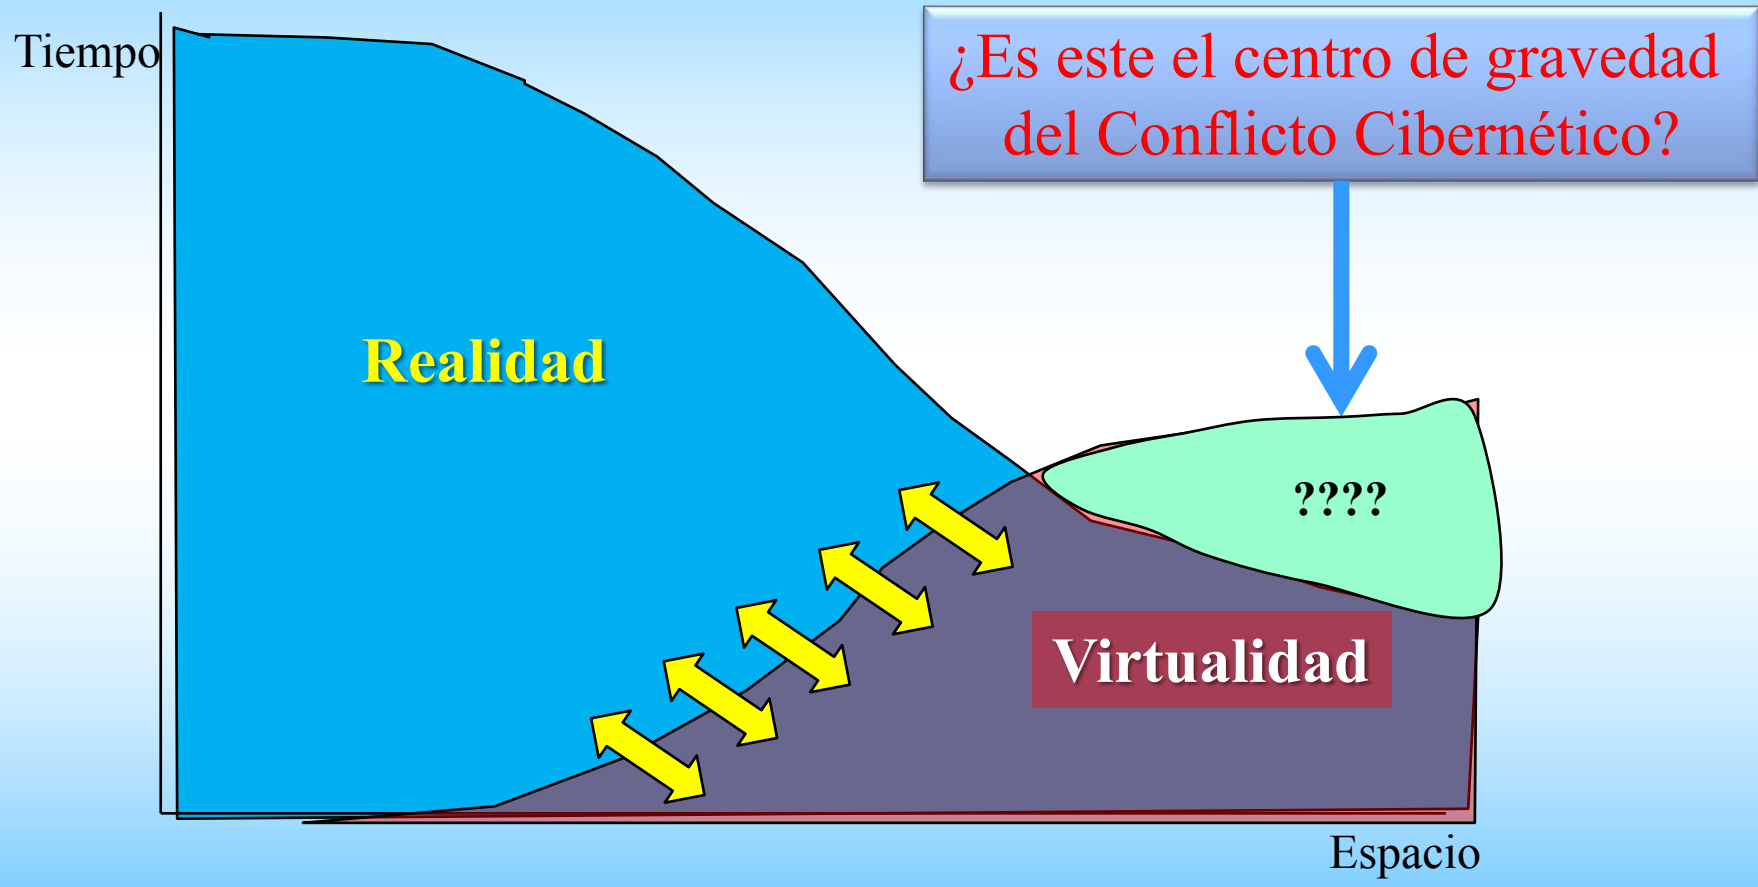 Tiempo
¿Es este el centro de gravedad
del Conflicto Cibernético?
Realidad
????
Virtualidad
Espacio